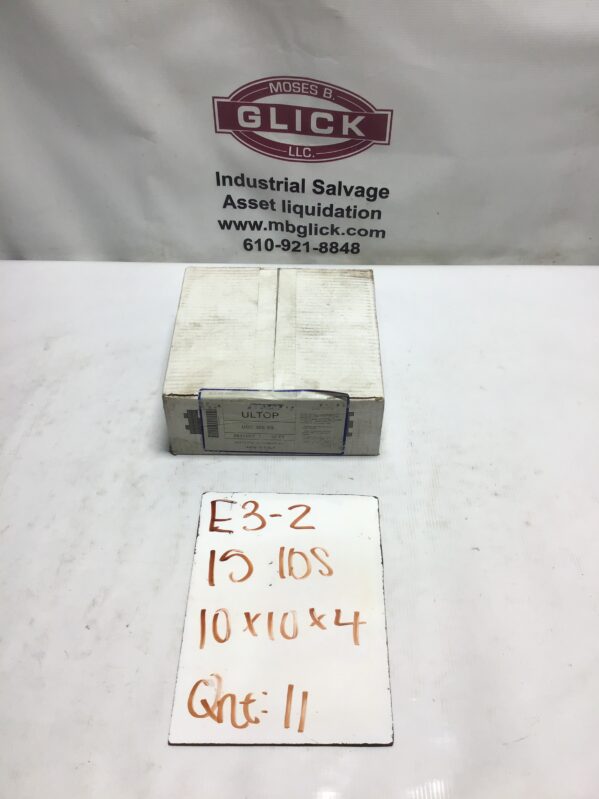 MOSES B.
GLICK
LLC.
Industrial Salvage
Asset liquidation
www.mbglick.com
610-921-8848
ULTOP
E3-2
15 lbs
10x10x4
Qnt: 11